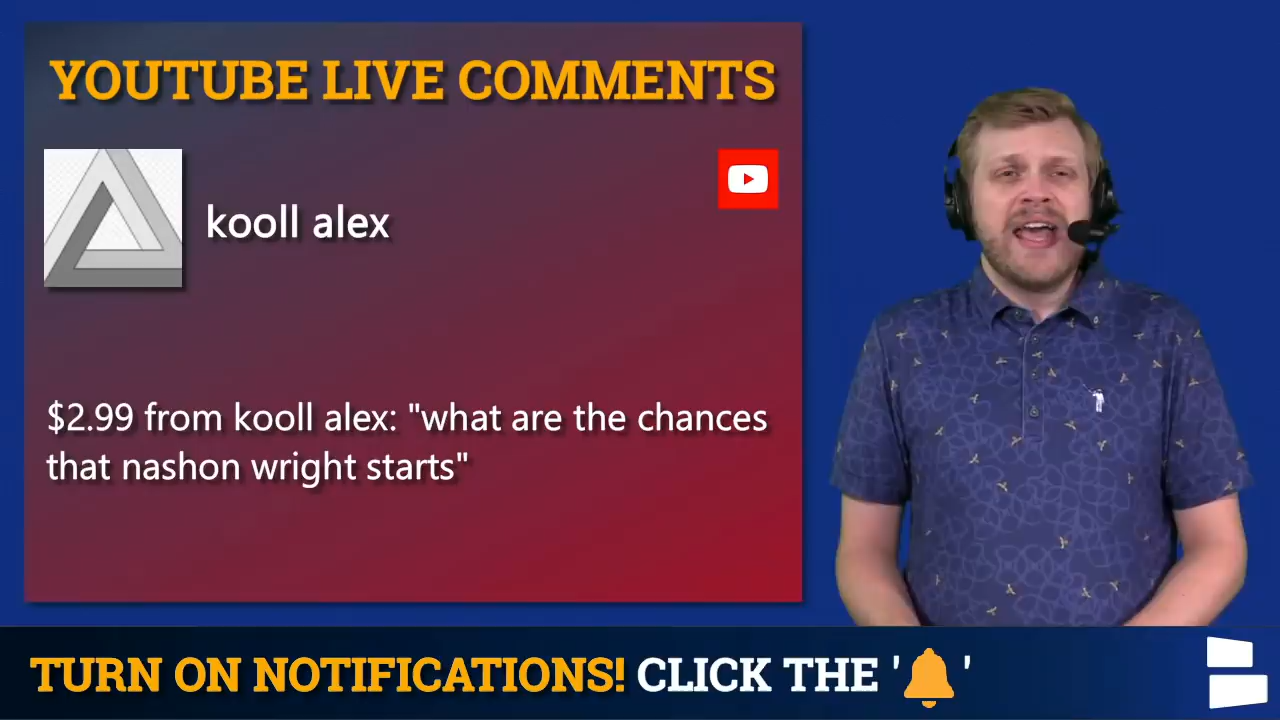 YOUTUBE LIVE COMMENTS
kooll alex
$2.99 from kooll alex: "what are the chances
that nashon wright starts"
TURN ON NOTIFICATIONS! CLICK THE ' '